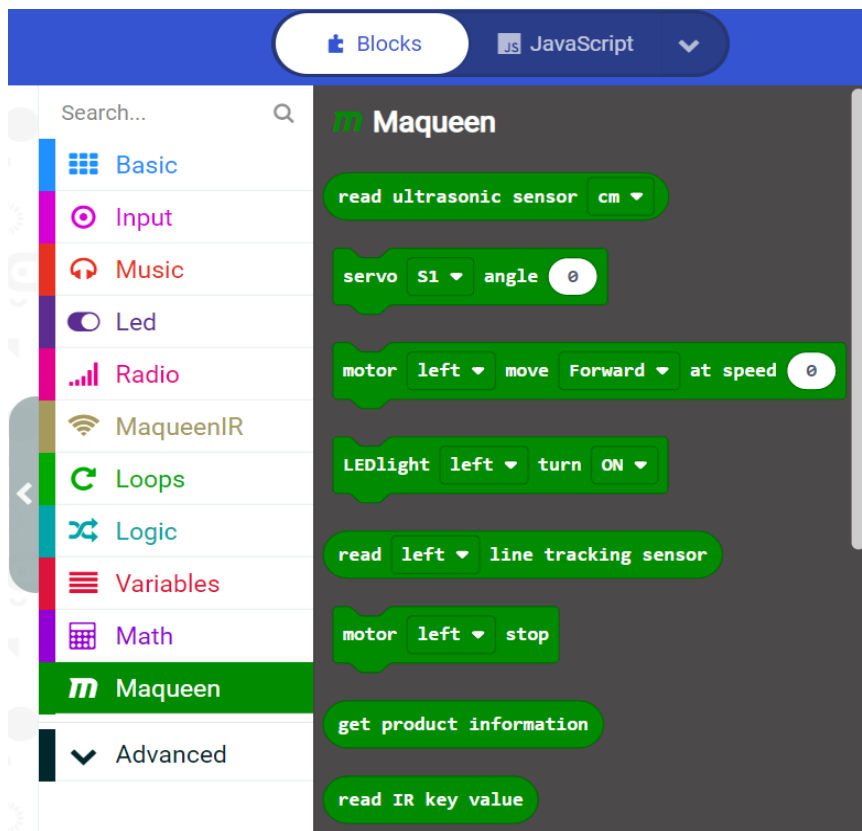 Blocks
JS JavaScript
Search...
Basic
Input
Music
Led
Radio
MaqueenIR
Loops
Logic
Variables
Math
m Maqueen
Advanced
m Maqueen
read ultrasonic sensor cm
servo S1 angle 0
motor left move Forward at speed 0
LEDlight left turn ON
read left line tracking sensor
motor left stop
get product information
read IR key value